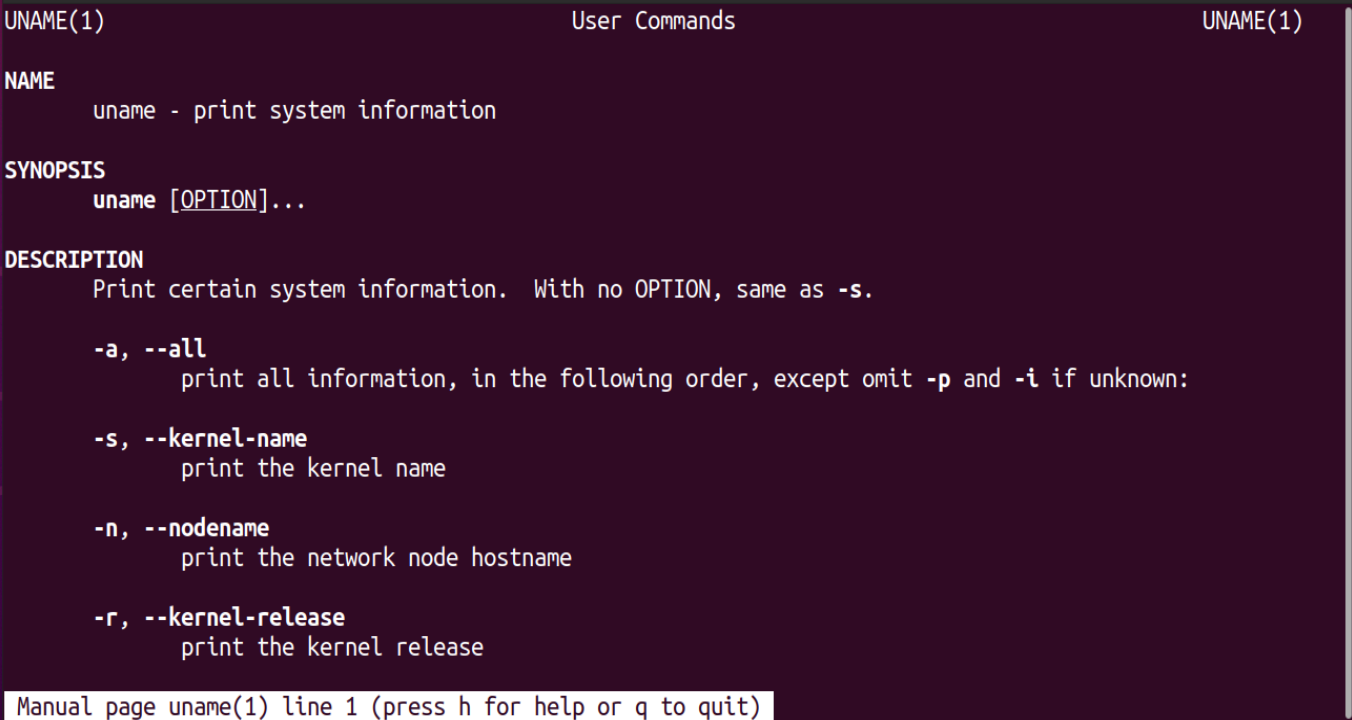 UNAME(1) User Commands UNAME(1)
NAME
uname - print system information
SYNOPSIS
uname [OPTION]...
DESCRIPTION
Print certain system information.  With no OPTION, same as -s.
-a, --all
print all information, in the following order, except omit -p and -i if unknown:
-s, --kernel-name
print the kernel name
-n, --nodename
print the network node hostname
-r, --kernel-release
print the kernel release
Manual page uname(1) line 1 (press h for help or q to quit)